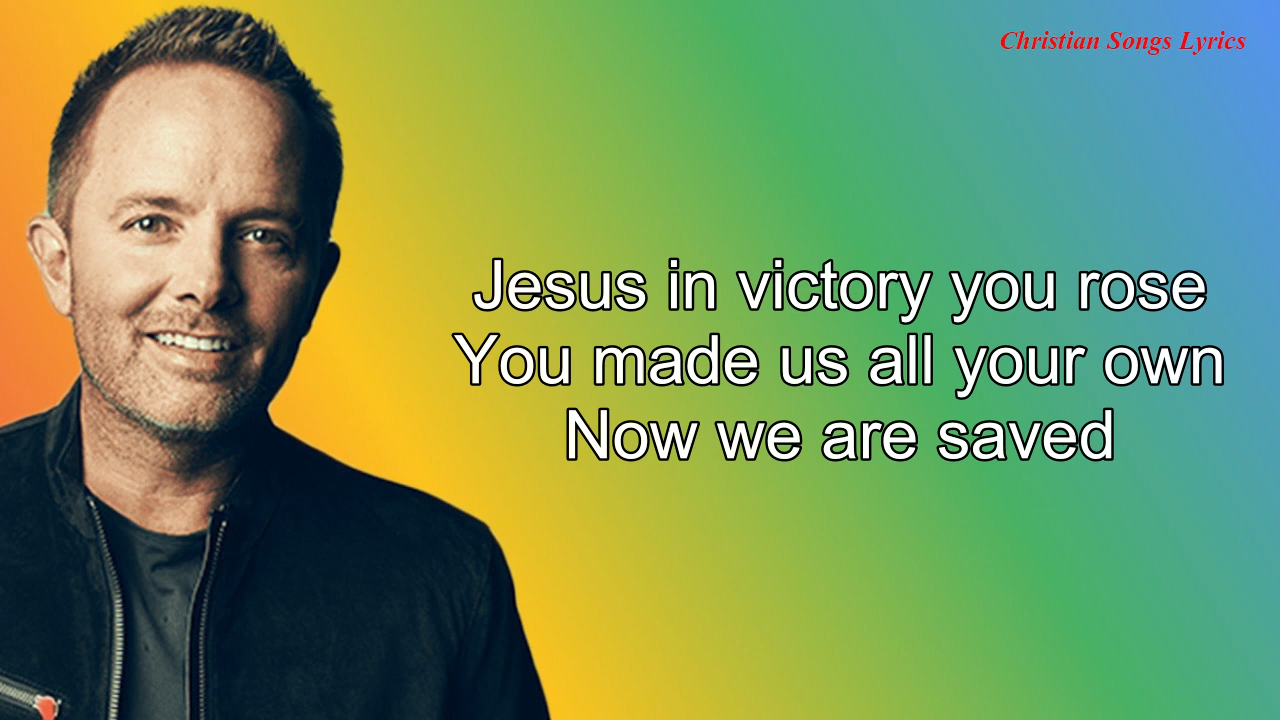 Christian Songs Lyrics
Jesus in victory you rose
You made us all your own
Now we are saved